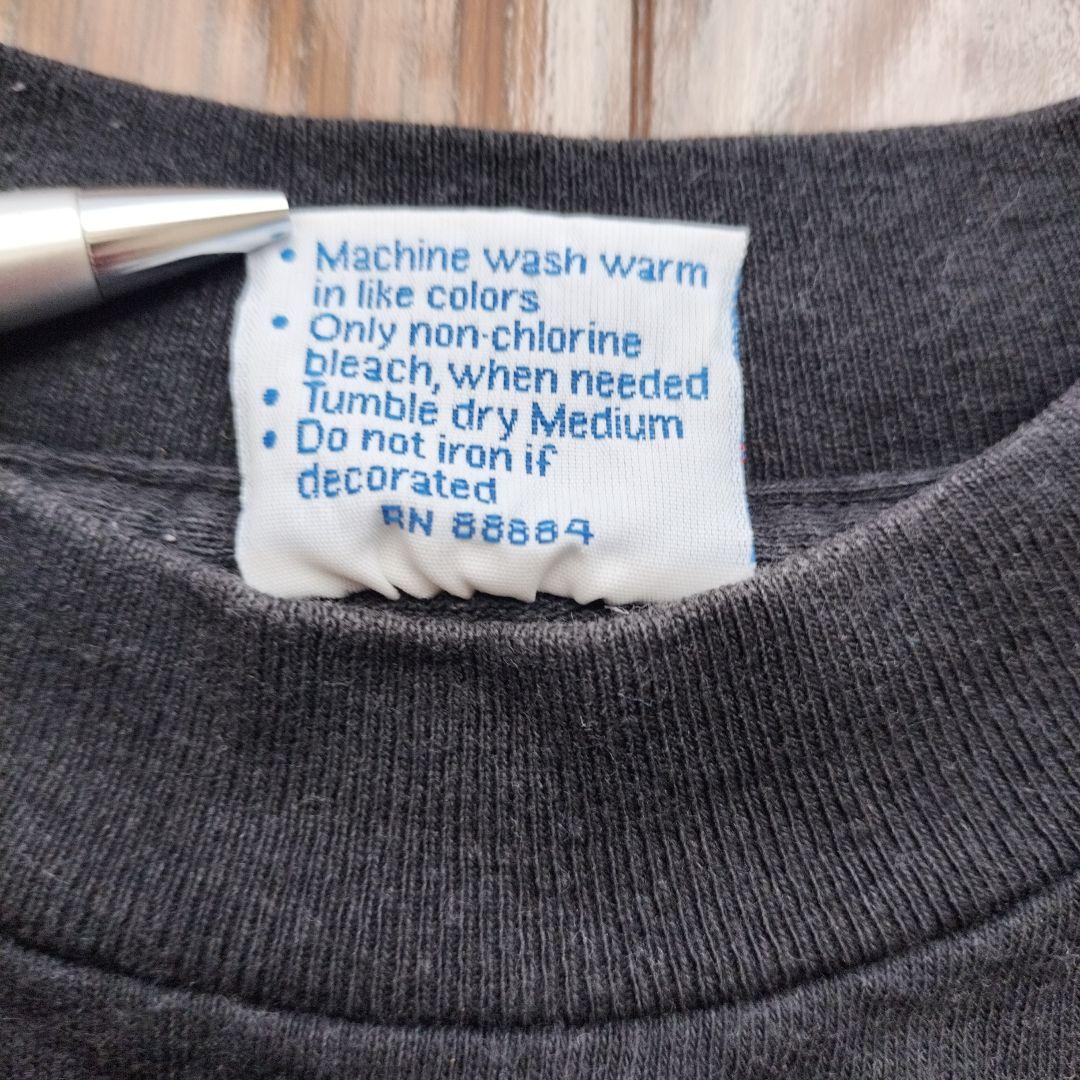 • Machine wash warm
in like colors
• Only non-chlorine
bleach, when needed
• Tumble dry Medium
• Do not iron if
decorated
RN 88884